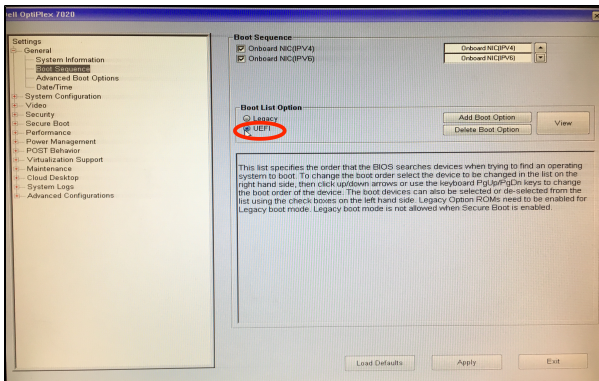 Dell OptiPlex 7020
Settings
General
System Information
Boot Sequence
Advanced Boot Options
Date/Time
System Configuration
Video
Security
Secure Boot
Performance
Power Management
POST Behavior
Virtualization Support
Maintenance
Cloud Desktop
System Logs
Advanced Configurations
Boot Sequence
Onboard NIC(IPV4)
Onboard NIC(IPV4)
Onboard NIC(IPV6)
Onboard NIC(IPV6)
Boot List Option
Legacy
UEFI
Add Boot Option
Delete Boot Option
View
This list specifies the order that the BIOS searches devices when trying to find an operating
system to boot. To change the boot order select the device to be changed in the list on the
right hand side, then click up/down arrows or use the keyboard PgUp/PgDn keys to change
the boot order of the device. The boot devices can also be selected or de-selected from the
list using the check boxes on the left hand side. Legacy Option ROMs need to be enabled for
Legacy boot mode. Legacy boot mode is not allowed when Secure Boot is enabled.
Load Defaults
Apply
Exit